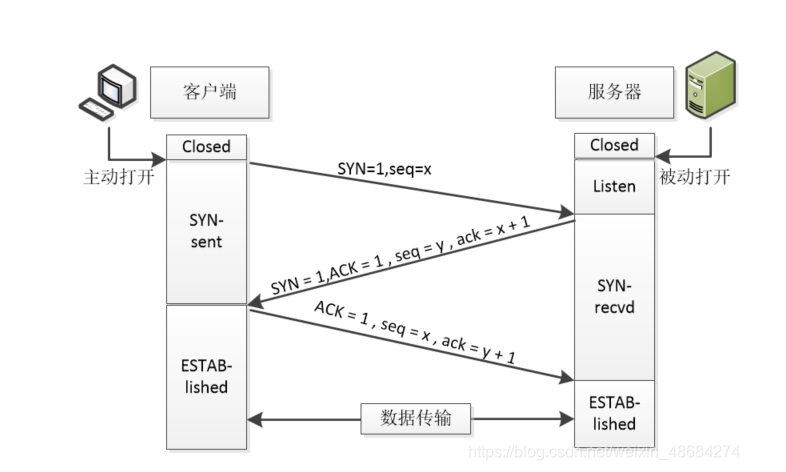 客户端
服务器
Closed
Closed
主动打开
被动打开
SYN=1,seq=x
Listen
SYN-
sent
SYN = 1,ACK = 1 , seq = y , ack = x + 1
SYN-
recvd
ACK = 1 , seq = x , ack = y + 1
ESTAB-
lished
ESTAB-
lished
数据传输
https://blog.csdn.net/weixin_48684274